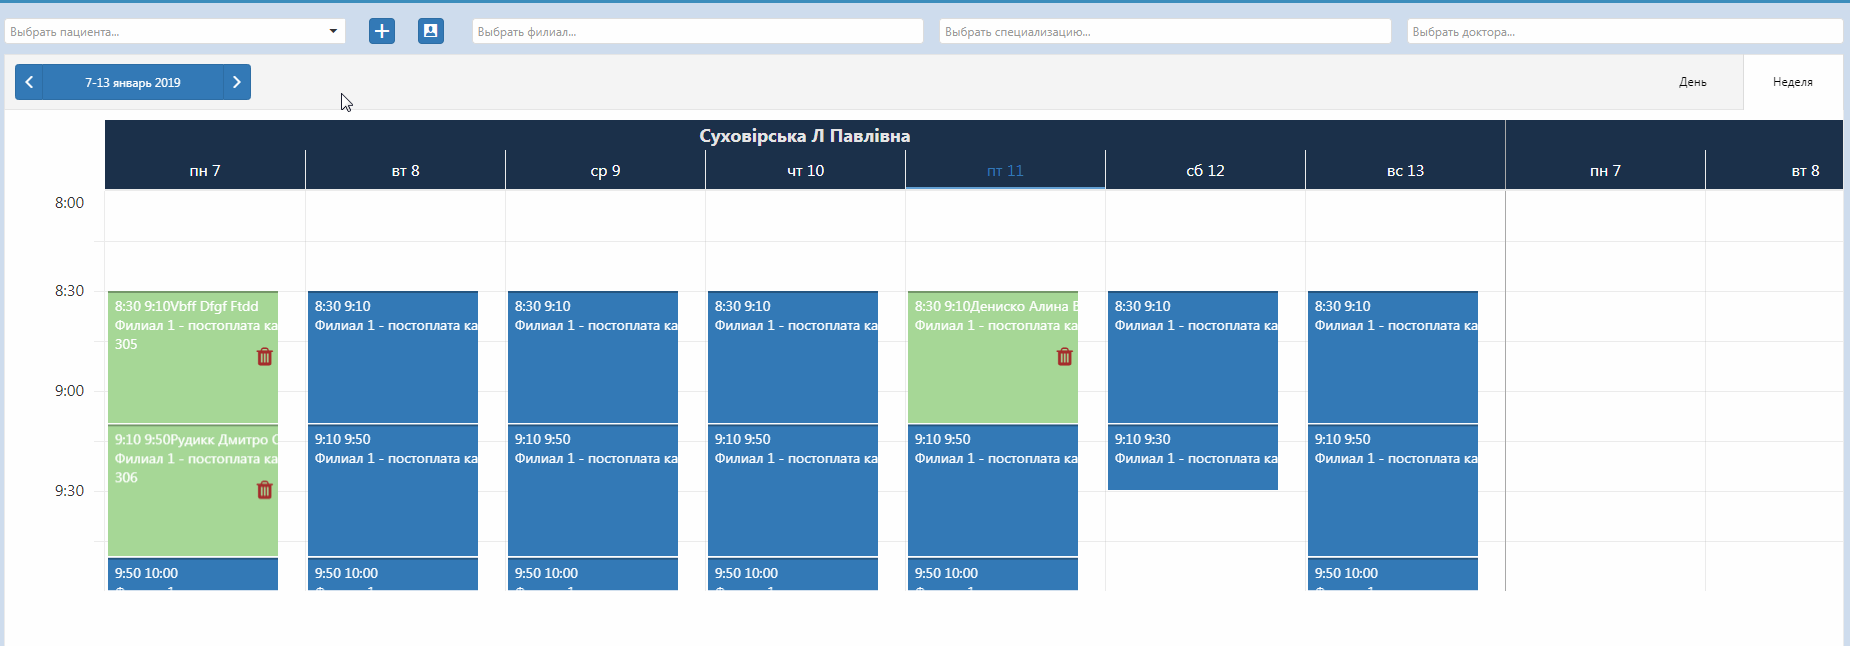 Выбрать пациента...
Выбрать филиал...
Выбрать специализацию...
Выбрать доктора...
7-13 январь 2019
День
Неделя
Суховірська Л Павлівна
пн 7
вт 8
ср 9
чт 10
пт 11
сб 12
вс 13
пн 7
вт 8
8:00
8:30
8:30 9:10Vbff Dfgf Ftdd
Филиал 1 - постоплата ка
305
8:30 9:10
Филиал 1 - постоплата ка
8:30 9:10
Филиал 1 - постоплата ка
8:30 9:10
Филиал 1 - постоплата ка
8:30 9:10Дениско Алина В
Филиал 1 - постоплата ка
8:30 9:10
Филиал 1 - постоплата ка
8:30 9:10
Филиал 1 - постоплата ка
9:00
9:10 9:50Рудикк Дмитро С
Филиал 1 - постоплата ка
306
9:10 9:50
Филиал 1 - постоплата ка
9:10 9:50
Филиал 1 - постоплата ка
9:10 9:50
Филиал 1 - постоплата ка
9:10 9:50
Филиал 1 - постоплата ка
9:10 9:30
Филиал 1 - постоплата ка
9:10 9:50
Филиал 1 - постоплата ка
9:30
9:50 10:00
9:50 10:00
9:50 10:00
9:50 10:00
9:50 10:00
9:50 10:00